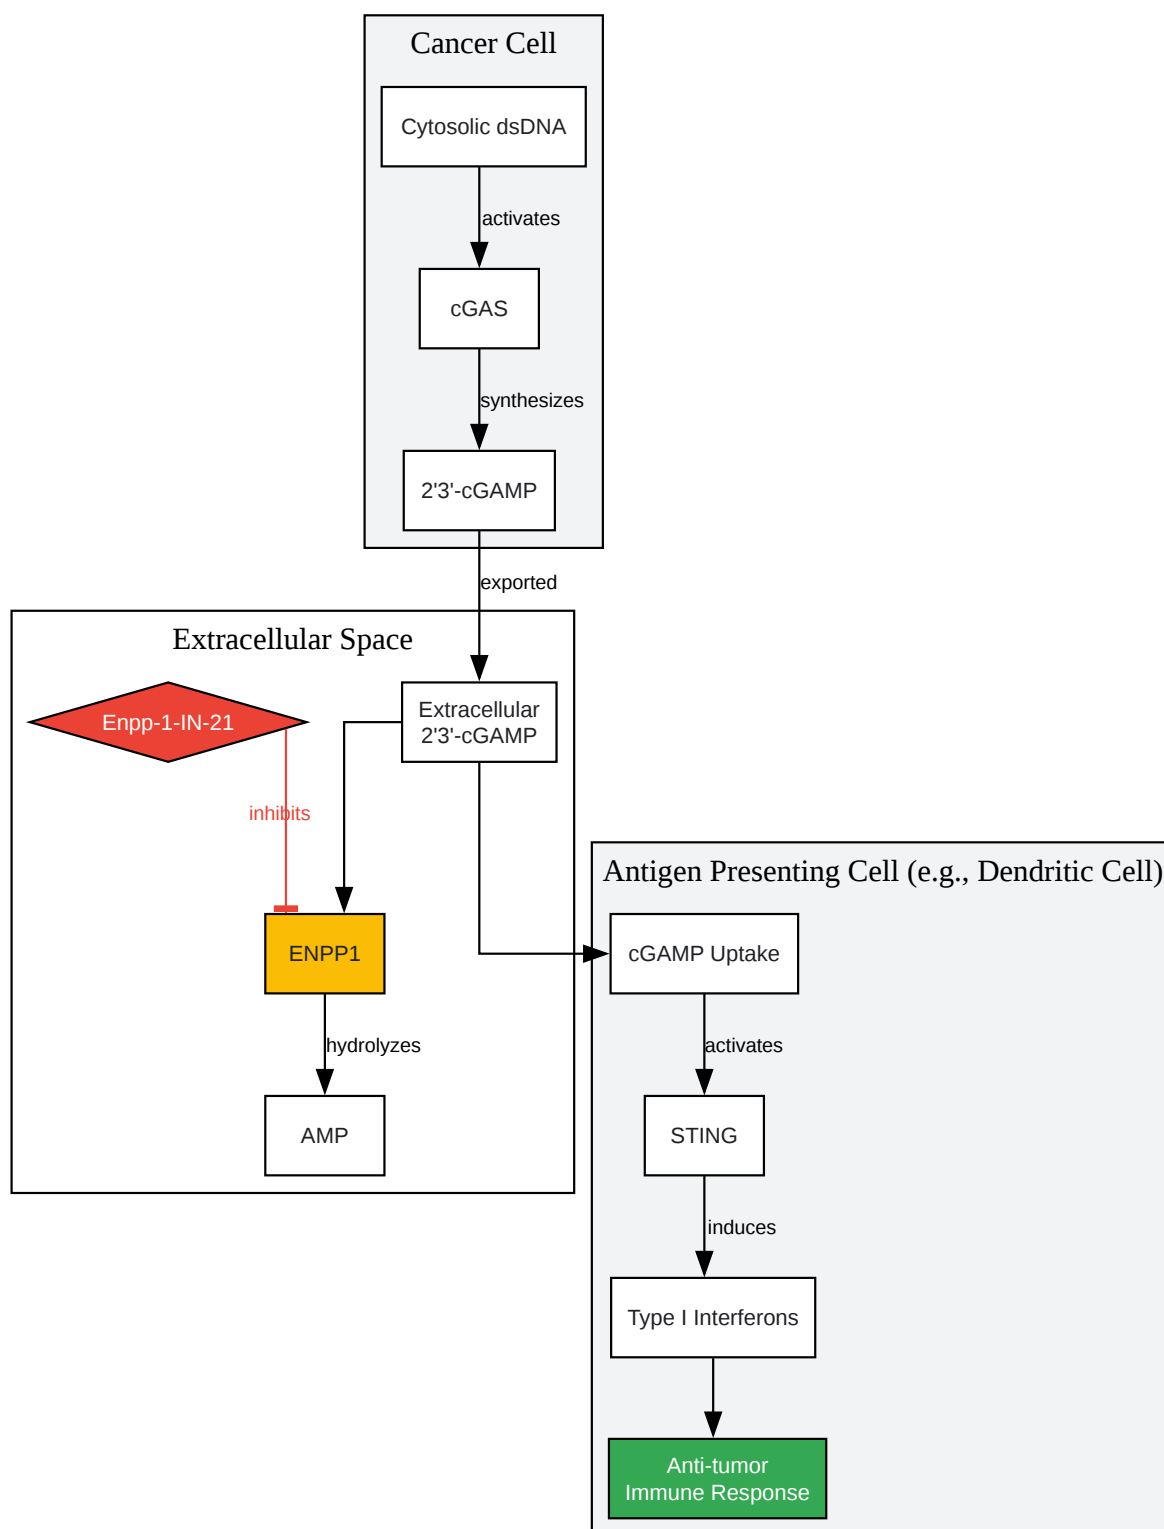 Cancer Cell
Cytosolic dsDNA
activates
cGAS
synthesizes
2'3'-cGAMP
exported
Extracellular Space
Enpp-1-IN-21
Extracellular
2'3'-cGAMP
inhibits
ENPP1
hydrolyzes
AMP
Antigen Presenting Cell (e.g., Dendritic Cell)
cGAMP Uptake
activates
STING
induces
Type I Interferons
Anti-tumor
Immune Response